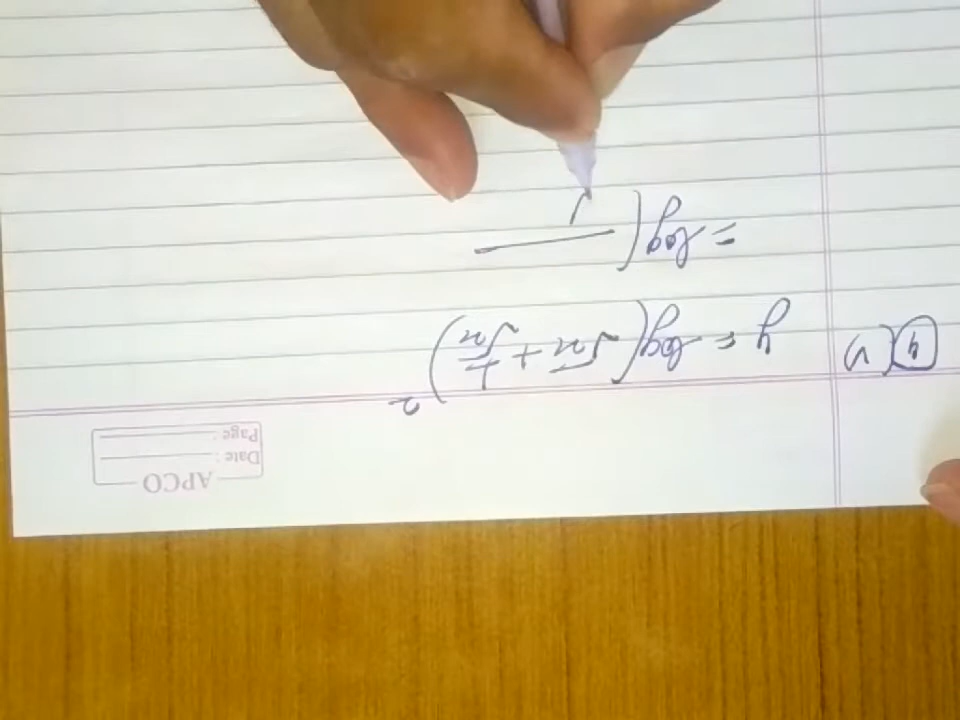 APCO
Date :
Page :
4 (v) y = log(√x + 1/√x)²
= log(